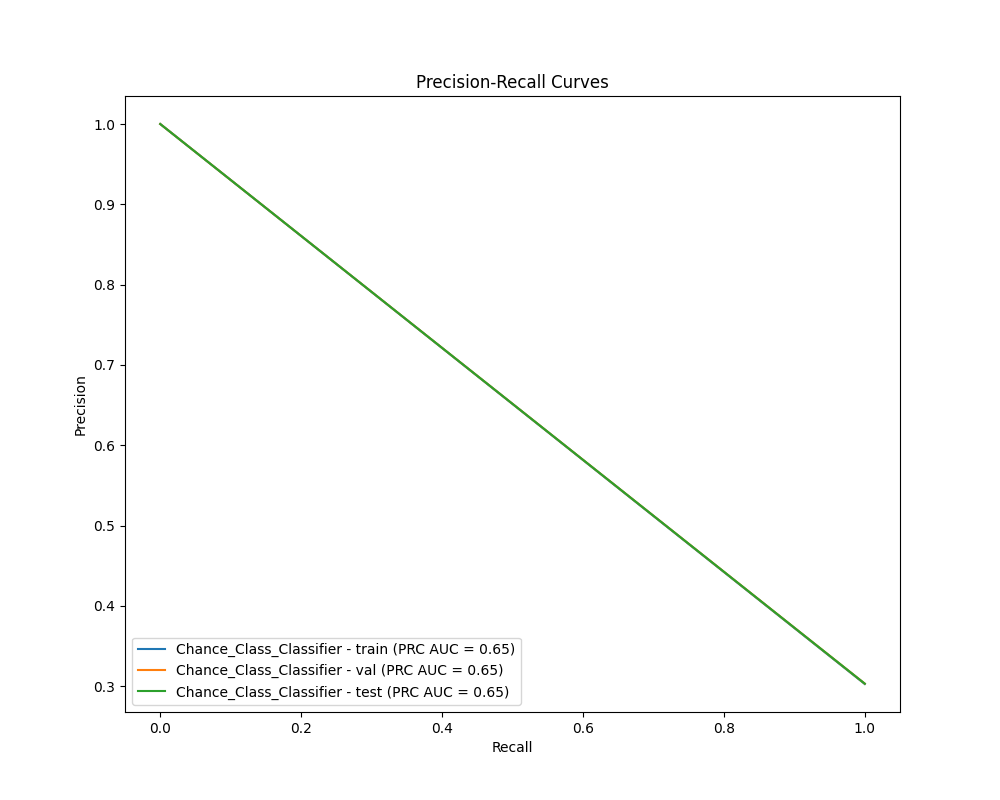 Precision-Recall Curves
1.0
0.9
0.8
0.7
0.6
0.5
0.4
0.3
Precision
Chance_Class_Classifier - train (PRC AUC = 0.65)
Chance_Class_Classifier - val (PRC AUC = 0.65)
Chance_Class_Classifier - test (PRC AUC = 0.65)
0.0 0.2 0.4 0.6 0.8 1.0
Recall